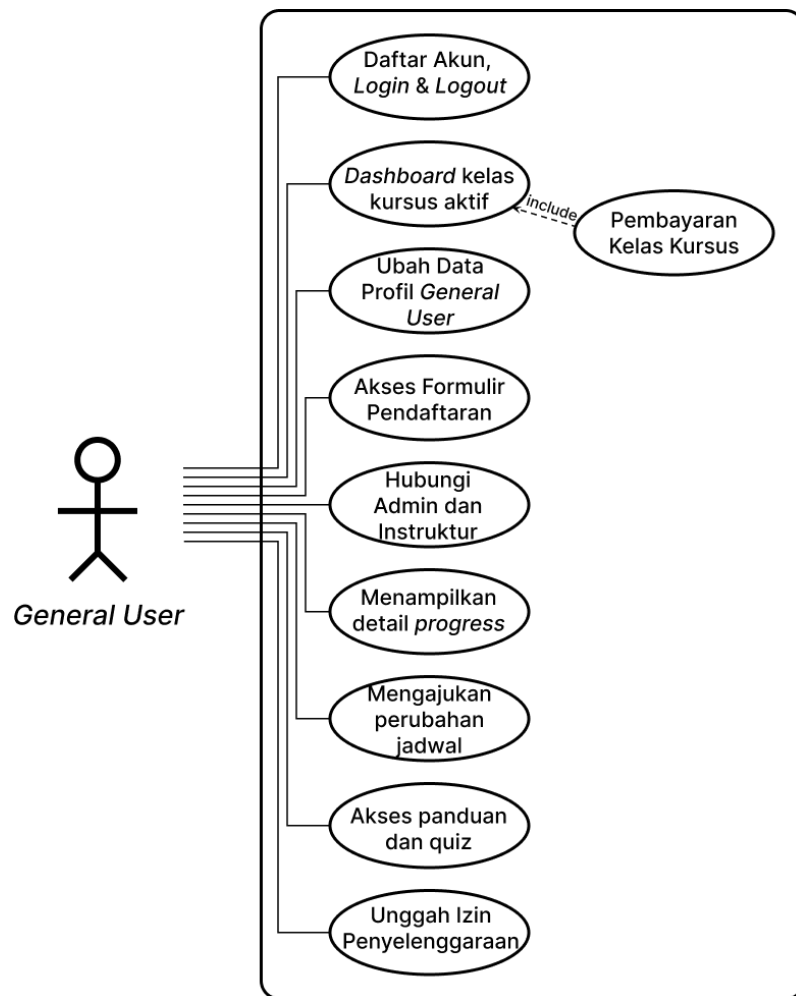 Daftar Akun,
Login & Logout
Dashboard kelas
kursus aktif
include
Pembayaran
Kelas Kursus
Ubah Data
Profil General
User
Akses Formulir
Pendaftaran
Hubungi
Admin dan
Instruktur
General User
Menampilkan
detail progress
Mengajukan
perubahan
jadwal
Akses panduan
dan quiz
Unggah Izin
Penyelenggaraan